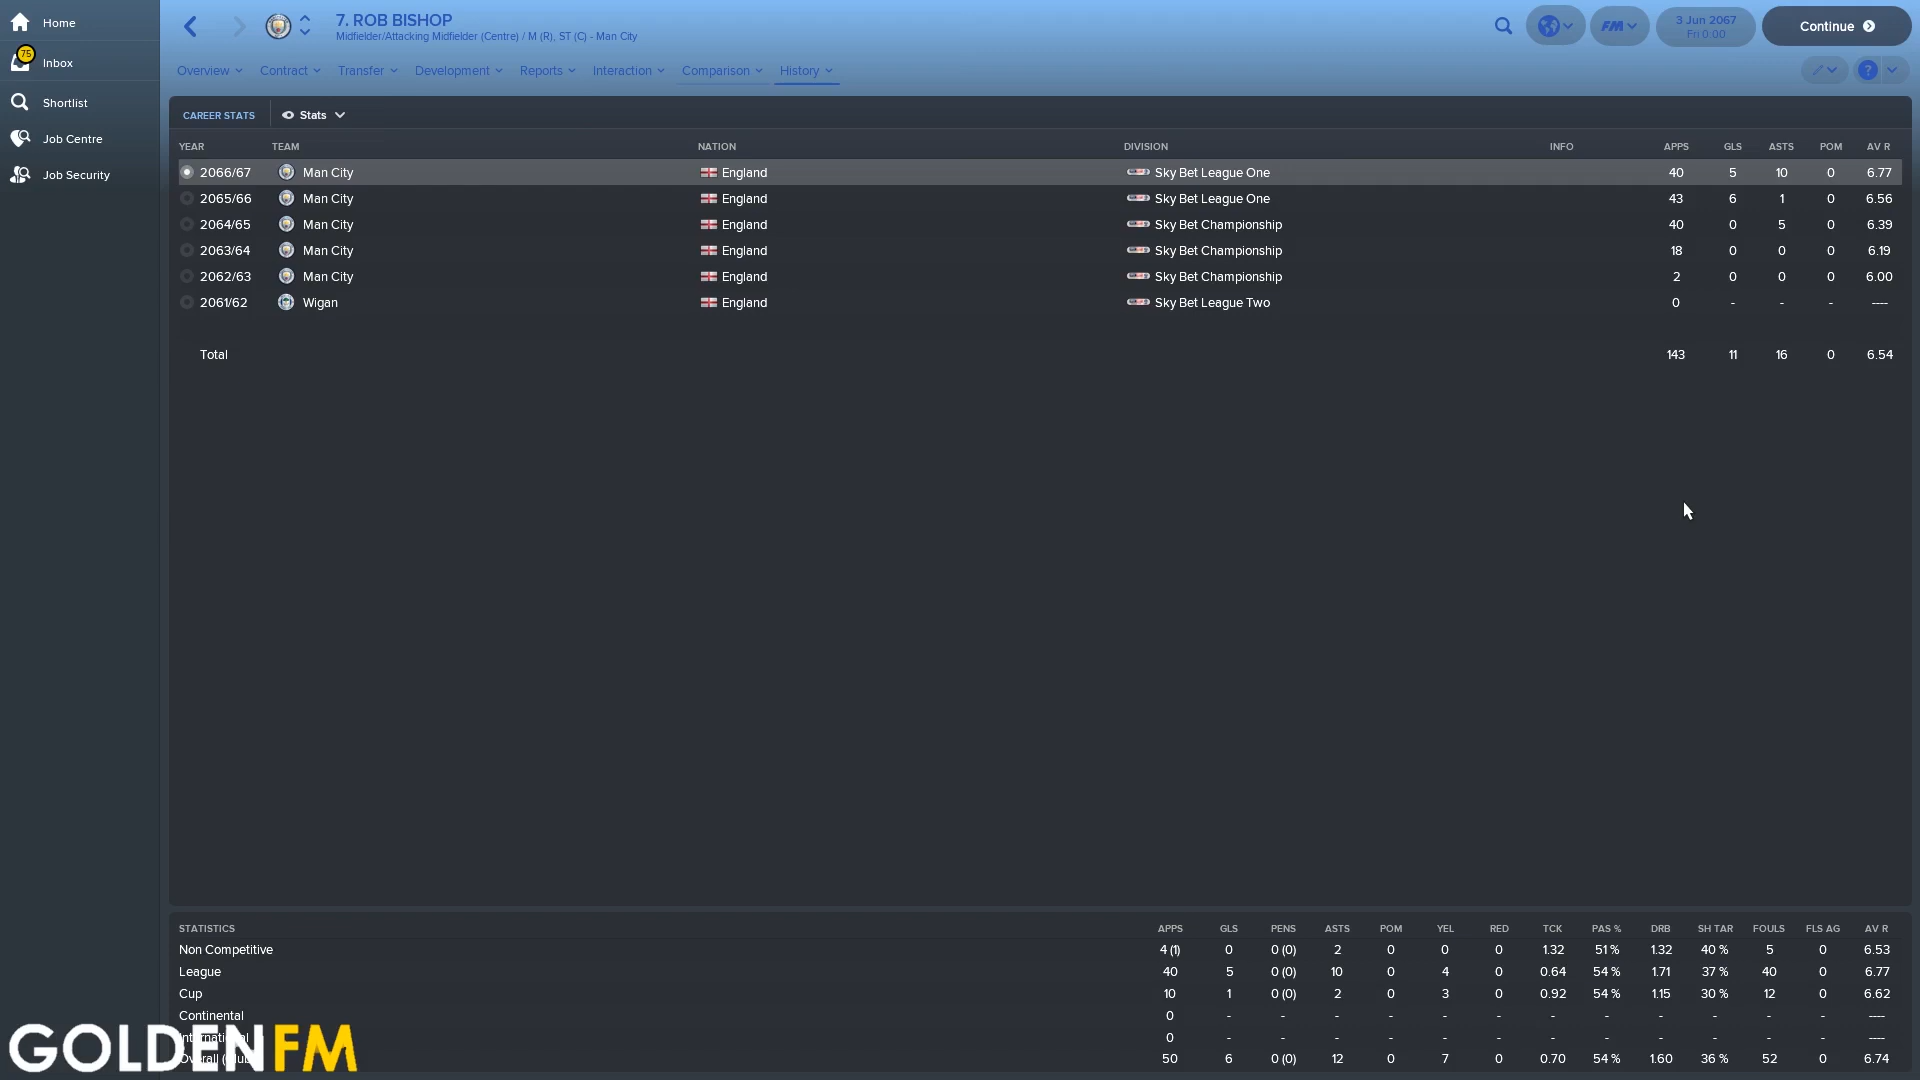 Home
75
Inbox
Shortlist
Job Centre
Job Security
7. ROB BISHOP
Midfielder/Attacking Midfielder (Centre) / M (R), ST (C) - Man City
FM
3 Jun 2067
Fri 0:00
Continue
Overview Contract Transfer Development Reports Interaction Comparison History
?
CAREER STATS Stats
YEAR TEAM NATION DIVISION INFO APPS GLS ASTS POM AV R
2066/67 Man City England Sky Bet League One 40 5 10 0 6.77
2065/66 Man City England Sky Bet League One 43 6 1 0 6.56
2064/65 Man City England Sky Bet Championship 40 0 5 0 6.39
2063/64 Man City England Sky Bet Championship 18 0 0 0 6.19
2062/63 Man City England Sky Bet Championship 2 0 0 0 6.00
2061/62 Wigan England Sky Bet League Two 0 - - - ----
Total 143 11 16 0 6.54
STATISTICS APPS GLS PENS ASTS POM YEL RED TCK PAS % DRB SH TAR FOULS FLS AG AV R
Non Competitive 4 (1) 0 0 (0) 2 0 0 0 1.32 51 % 1.32 40 % 5 0 6.53
League 40 5 0 (0) 10 0 4 0 0.64 54 % 1.71 37 % 40 0 6.77
Cup 10 1 0 (0) 2 0 3 0 0.92 54 % 1.15 30 % 12 0 6.62
Continental 0 - - - - - - - - - - - - ----
International 0 - - - - - - - - - - - - ----
Overall (Club) 50 6 0 (0) 12 0 7 0 0.70 54 % 1.60 36 % 52 0 6.74
GOLDENFM